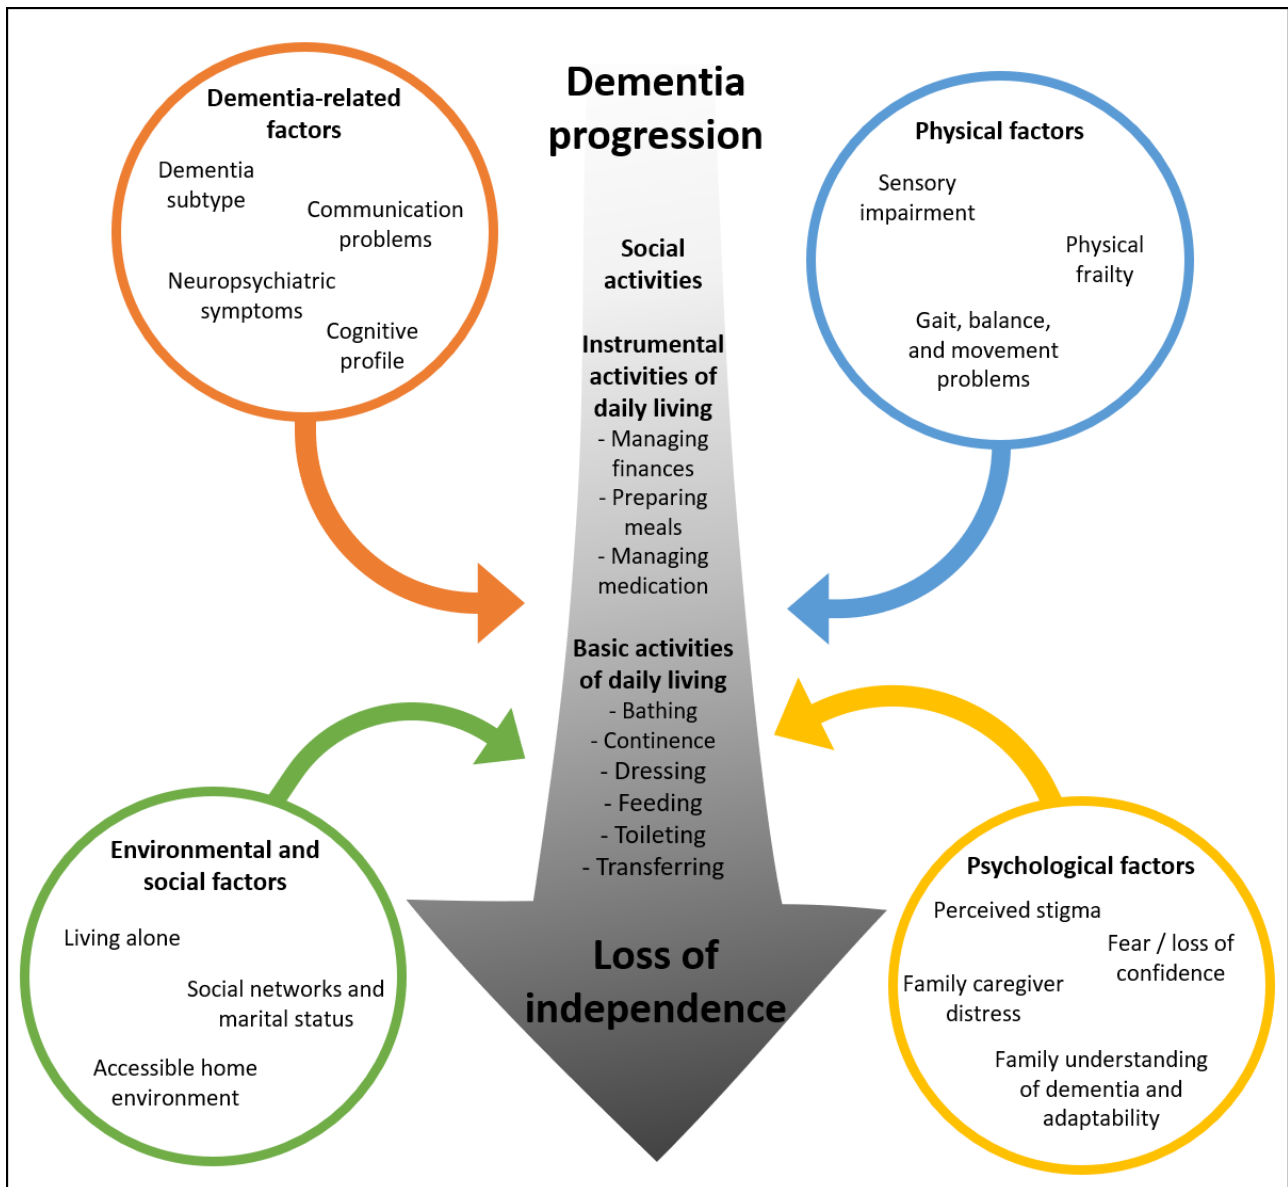 Dementia-related
factors
Dementia
subtype
Communication
problems
Neuropsychiatric
symptoms
Cognitive
profile
Dementia
progression
Social
activities
Instrumental
activities of
daily living
- Managing
finances
- Preparing
meals
- Managing
medication
Basic activities
of daily living
- Bathing
- Continence
- Dressing
- Feeding
- Toileting
- Transferring
Loss of
independence
Physical factors
Sensory
impairment
Physical
frailty
Gait, balance,
and movement
problems
Environmental and
social factors
Living alone
Social networks and
marital status
Accessible home
environment
Psychological factors
Perceived stigma
Fear / loss of
confidence
Family caregiver
distress
Family understanding
of dementia and
adaptability